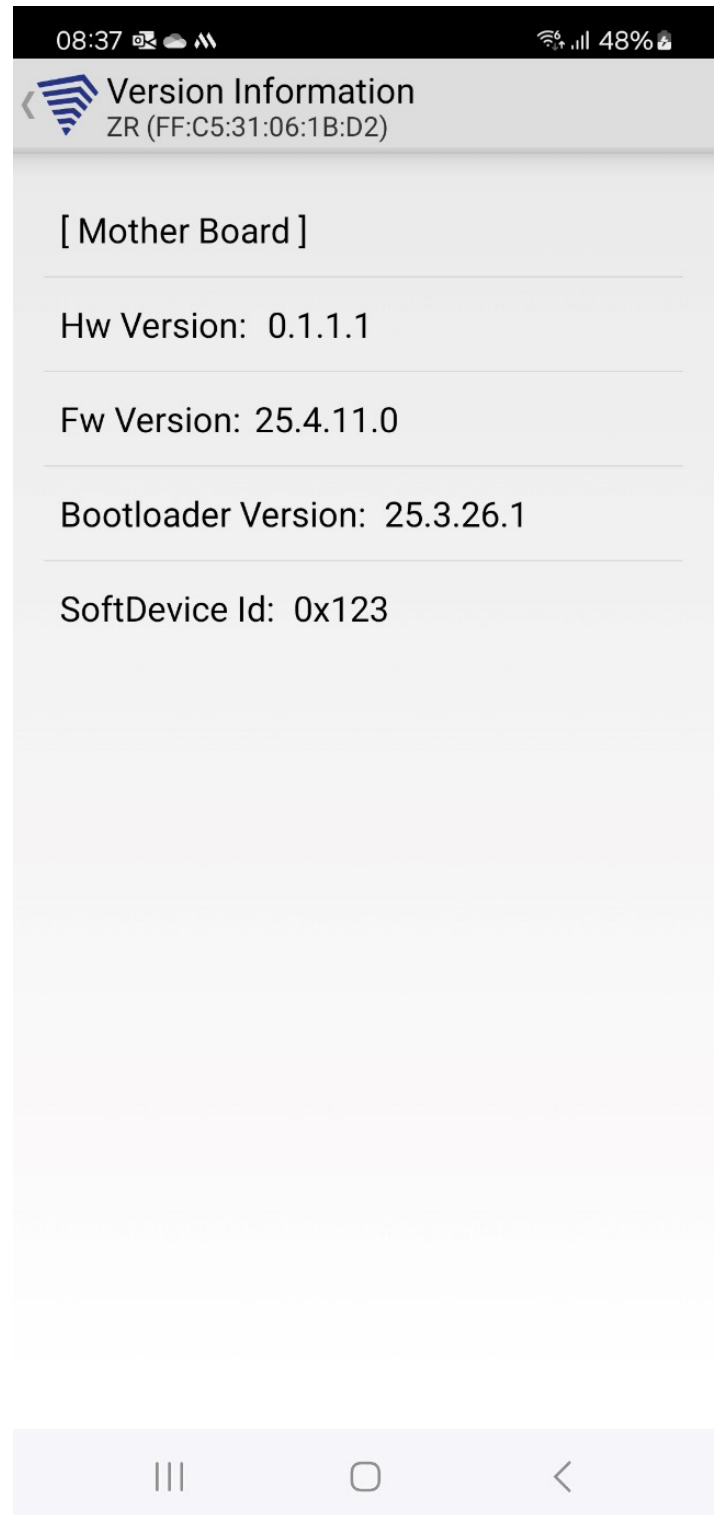 08:37
48%
Version Information
ZR (FF:C5:31:06:1B:D2)
[ Mother Board ]
Hw Version: 0.1.1.1
Fw Version: 25.4.11.0
Bootloader Version: 25.3.26.1
SoftDevice Id: 0x123